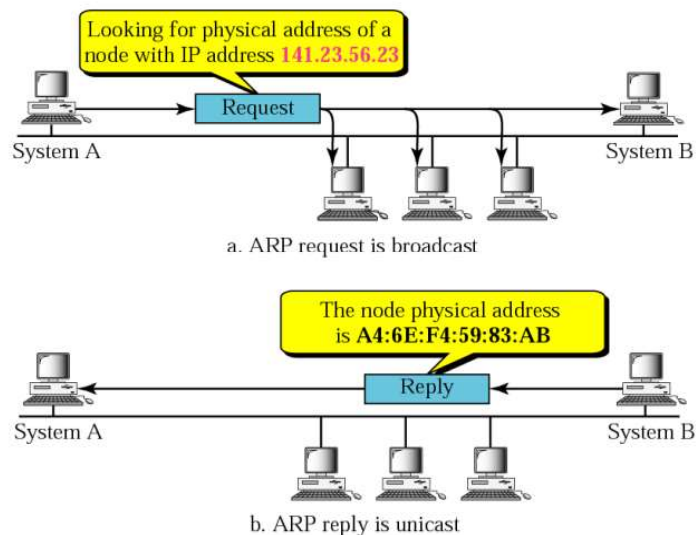 Looking for physical address of a
node with IP address 141.23.56.23
Request
System A
System B
a. ARP request is broadcast
The node physical address
is A4:6E:F4:59:83:AB
Reply
System A
System B
b. ARP reply is unicast